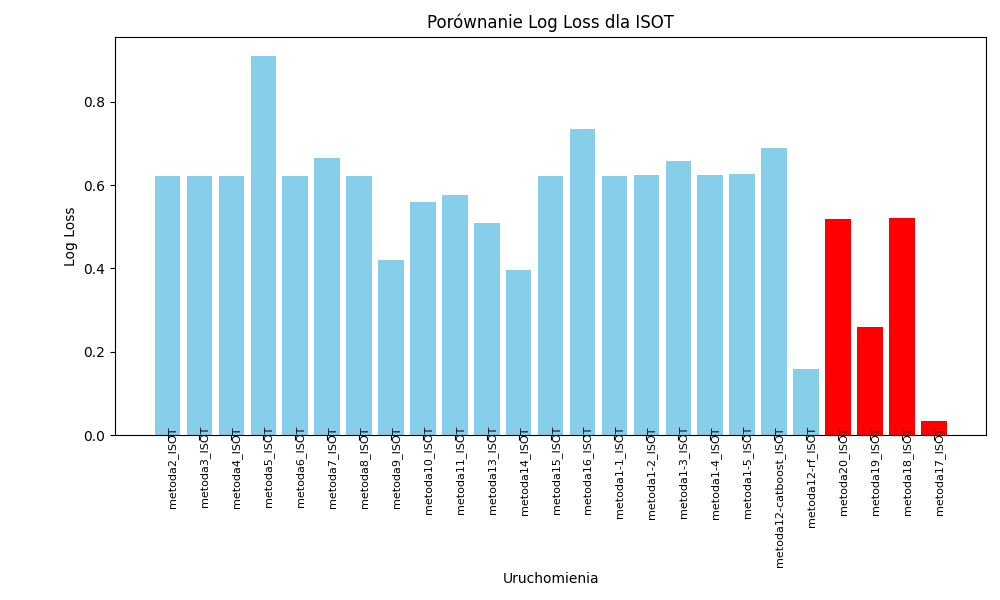 Porównanie Log Loss dla ISOT
Log Loss
0.8
0.6
0.4
0.2
0.0
metoda2_ISOT
metoda3_ISOT
metoda4_ISOT
metoda5_ISOT
metoda6_ISOT
metoda7_ISOT
metoda8_ISOT
metoda9_ISOT
metoda10_ISOT
metoda11_ISOT
metoda13_ISOT
metoda14_ISOT
metoda15_ISOT
metoda16_ISOT
metoda1-1_ISOT
metoda1-2_ISOT
metoda1-3_ISOT
metoda1-4_ISOT
metoda1-5_ISOT
metoda12-catboost_ISOT
metoda12-rf_ISOT
metoda20_ISOT
metoda19_ISOT
metoda18_ISOT
metoda17_ISOT
Uruchomienia